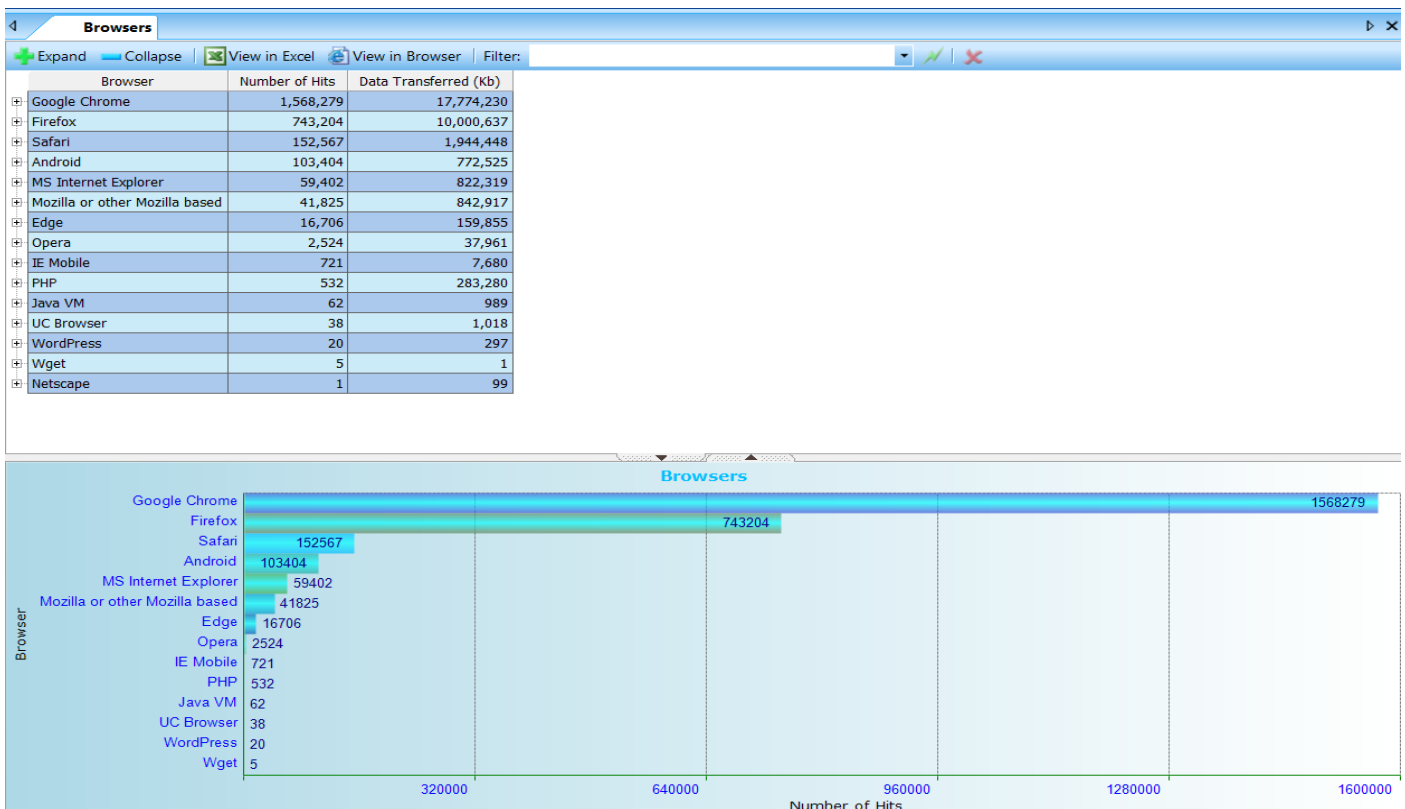 Browsers
Expand Collapse View in Excel View in Browser Filter:
Browser Number of Hits Data Transferred (Kb)
Google Chrome 1,568,279 17,774,230
Firefox 743,204 10,000,637
Safari 152,567 1,944,448
Android 103,404 772,525
MS Internet Explorer 59,402 822,319
Mozilla or other Mozilla based 41,825 842,917
Edge 16,706 159,855
Opera 2,524 37,961
IE Mobile 721 7,680
PHP 532 283,280
Java VM 62 989
UC Browser 38 1,018
WordPress 20 297
Wget 5 1
Netscape 1 99
Browsers
Google Chrome 1568279
Firefox 743204
Safari 152567
Android 103404
MS Internet Explorer 59402
Mozilla or other Mozilla based 41825
Edge 16706
Opera 2524
IE Mobile 721
PHP 532
Java VM 62
UC Browser 38
WordPress 20
Wget 5
Browser
320000 640000 960000 1280000 1600000
Number of Hits